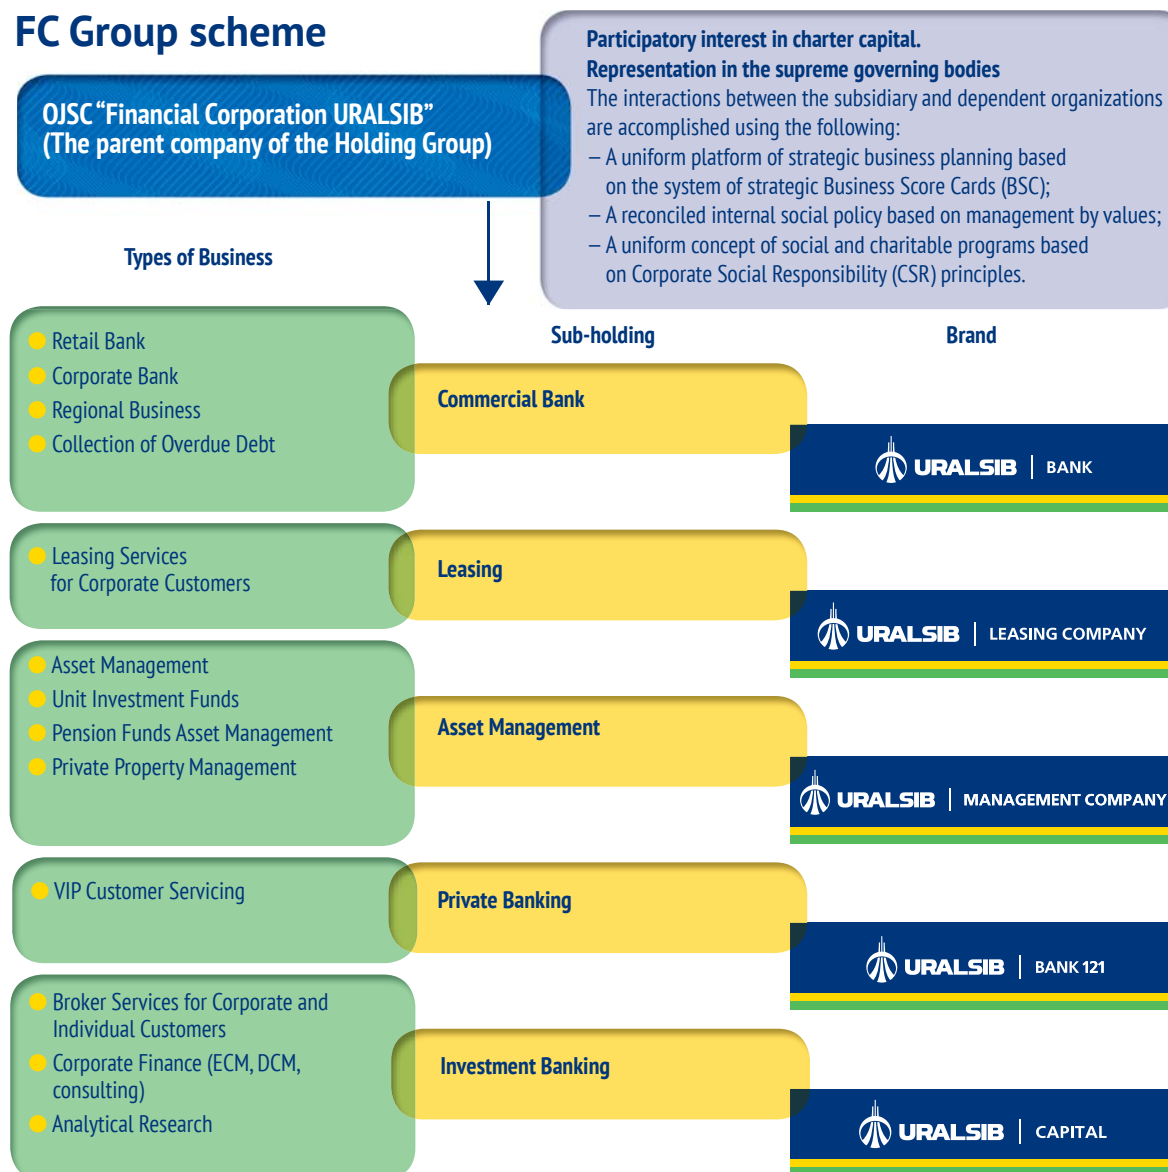 FC Group scheme
OJSC “Financial Corporation URALSIB”
(The parent company of the Holding Group)
Participatory interest in charter capital.
Representation in the supreme governing bodies
The interactions between the subsidiary and dependent organizations
are accomplished using the following:
– A uniform platform of strategic business planning based
on the system of strategic Business Score Cards (BSC);
– A reconciled internal social policy based on management by values;
– A uniform concept of social and charitable programs based
on Corporate Social Responsibility (CSR) principles.
Types of Business
Sub-holding
Brand
Retail Bank
Corporate Bank
Regional Business
Collection of Overdue Debt
Commercial Bank
URALSIB | BANK
Leasing Services
for Corporate Customers
Leasing
URALSIB | LEASING COMPANY
Asset Management
Unit Investment Funds
Pension Funds Asset Management
Private Property Management
Asset Management
URALSIB | MANAGEMENT COMPANY
VIP Customer Servicing
Private Banking
URALSIB | BANK 121
Broker Services for Corporate and
Individual Customers
Corporate Finance (ECM, DCM,
consulting)
Analytical Research
Investment Banking
URALSIB | CAPITAL